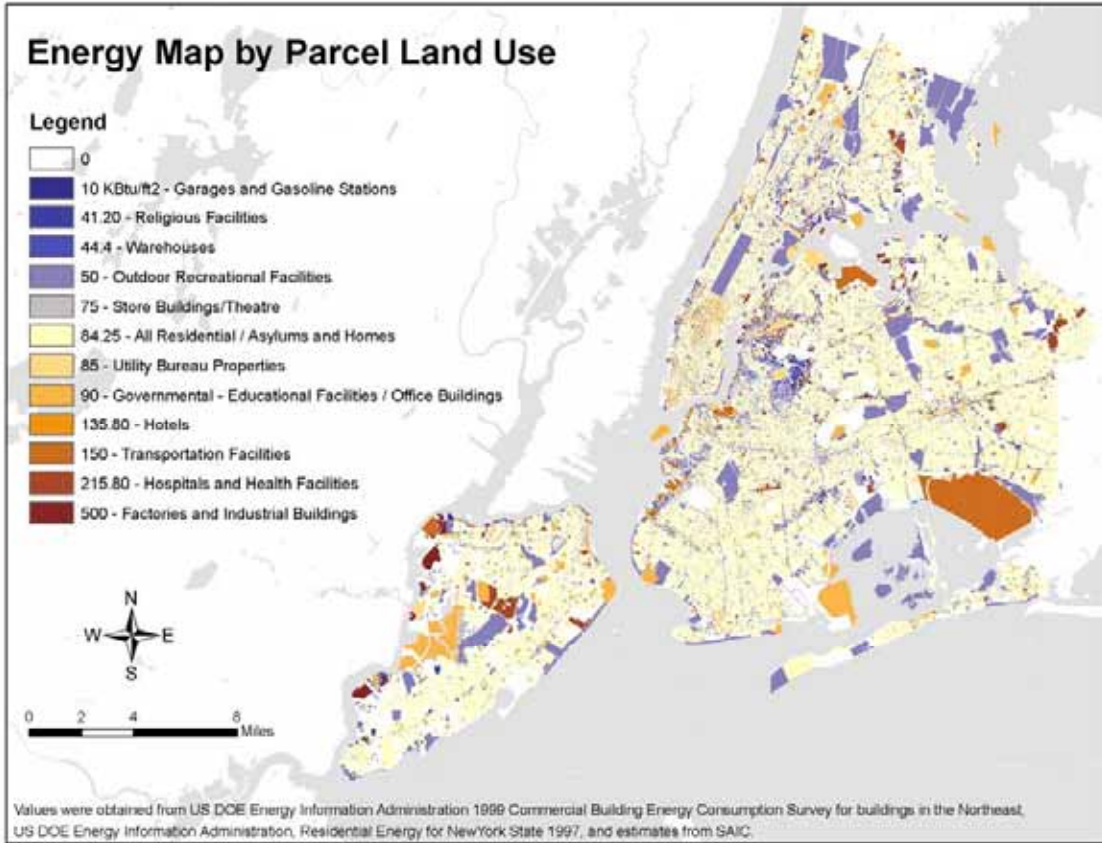 Energy Map by Parcel Land Use
Legend
0
10 KBtu/ft2 - Garages and Gasoline Stations
41.20 - Religious Facilities
44.4 - Warehouses
50 - Outdoor Recreational Facilities
75 - Store Buildings/Theatre
84.25 - All Residential / Asylums and Homes
85 - Utility Bureau Properties
90 - Governmental - Educational Facilities / Office Buildings
135.80 - Hotels
150 - Transportation Facilities
215.80 - Hospitals and Health Facilities
500 - Factories and Industrial Buildings
N
W E
S
0 2 4 8
Miles
Values were obtained from US DOE Energy Information Administration 1999 Commercial Building Energy Consumption Survey for buildings in the Northeast,
US DOE Energy Information Administration, Residential Energy for NewYork State 1997, and estimates from SAIC.